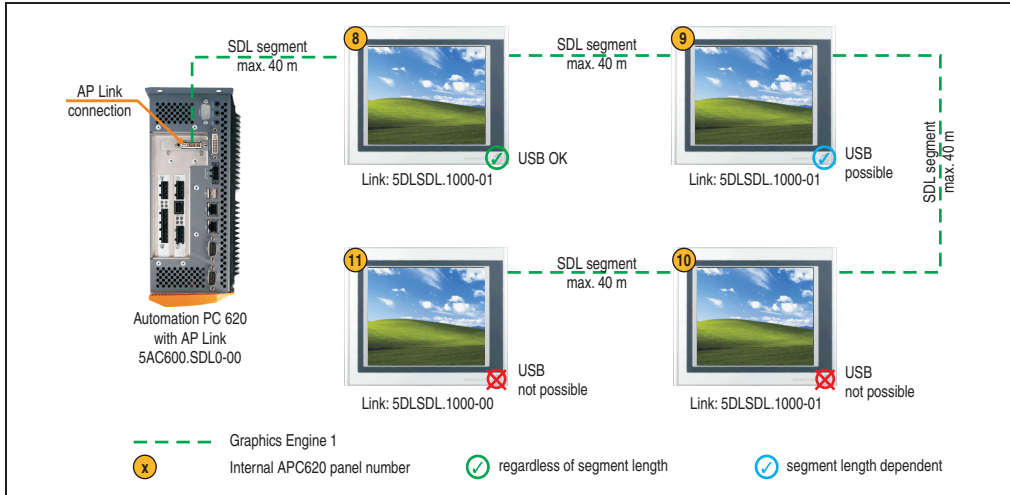 8
SDL segment
max. 40 m
SDL segment
max. 40 m
9
AP Link
connection
USB OK
Link: 5DLSDL.1000-01
USB
possible
Link: 5DLSDL.1000-01
SDL segment
max. 40 m
11
SDL segment
max. 40 m
10
Automation PC 620
with AP Link
5AC600.SDL0-00
USB
not possible
Link: 5DLSDL.1000-00
USB
not possible
Link: 5DLSDL.1000-01
Graphics Engine 1
x
Internal APC620 panel number
regardless of segment length
segment length dependent